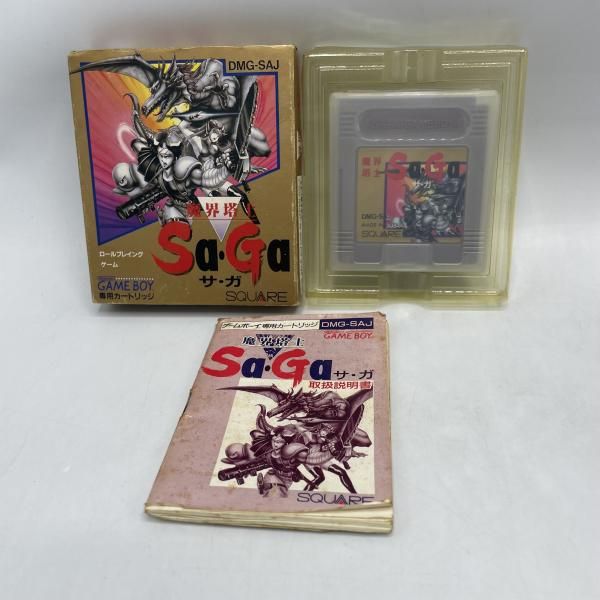 DMG-SAJ
魔界塔士
Sa・Ga
サ・ガ
ロールプレイング
ゲーム
GAME BOY
専用カートリッジ
SQUARE
魔界
塔士
Sa・Ga
サ・ガ
SQUARE
ゲームボーイ専用カートリッジ
DMG-SAJ
GAME BOY
魔界塔士
Sa・Ga
サ・ガ
取扱説明書
SQUARE